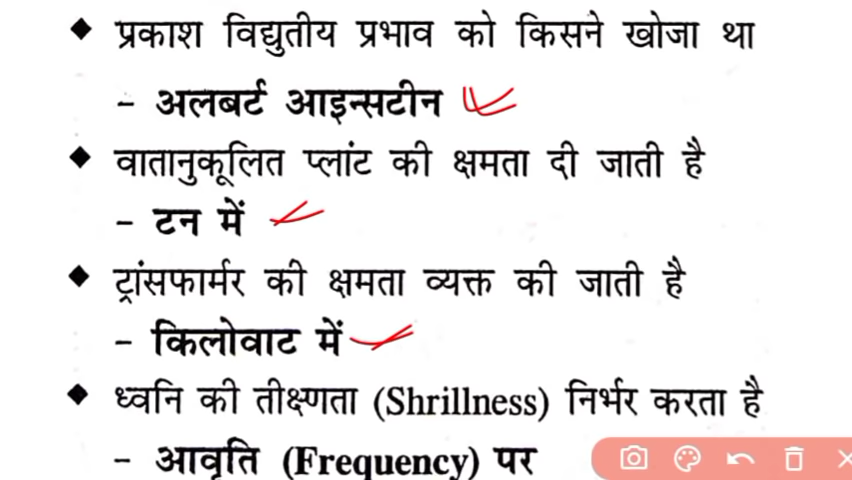 ◆ प्रकाश विद्युतीय प्रभाव को किसने खोजा था
– अलबर्ट आइन्सटीन
◆ वातानुकूलित प्लांट की क्षमता दी जाती है
– टन में
◆ ट्रांसफार्मर की क्षमता व्यक्त की जाती है
– किलोवाट में
◆ ध्वनि की तीक्ष्णता (Shrillness) निर्भर करता है
– आवृति (Frequency) पर